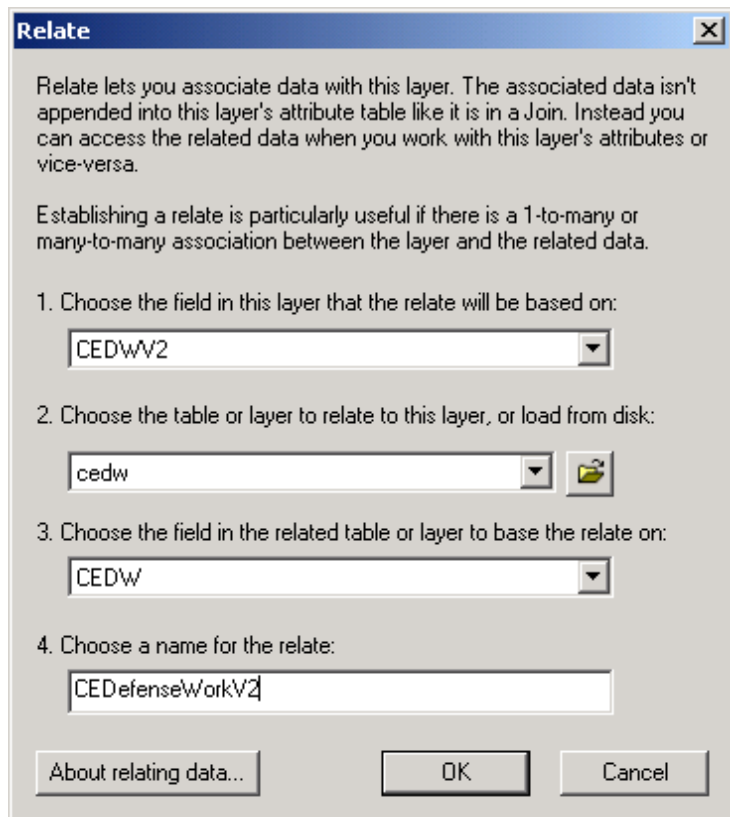 Relate
Relate lets you associate data with this layer. The associated data isn't
appended into this layer's attribute table like it is in a Join. Instead you
can access the related data when you work with this layer's attributes or
vice-versa.
Establishing a relate is particularly useful if there is a 1-to-many or
many-to-many association between the layer and the related data.
1. Choose the field in this layer that the relate will be based on:
CEDWV2
2. Choose the table or layer to relate to this layer, or load from disk:
cedw
3. Choose the field in the related table or layer to base the relate on:
CEDW
4. Choose a name for the relate:
CEDefenseWorkV2
About relating data... OK Cancel